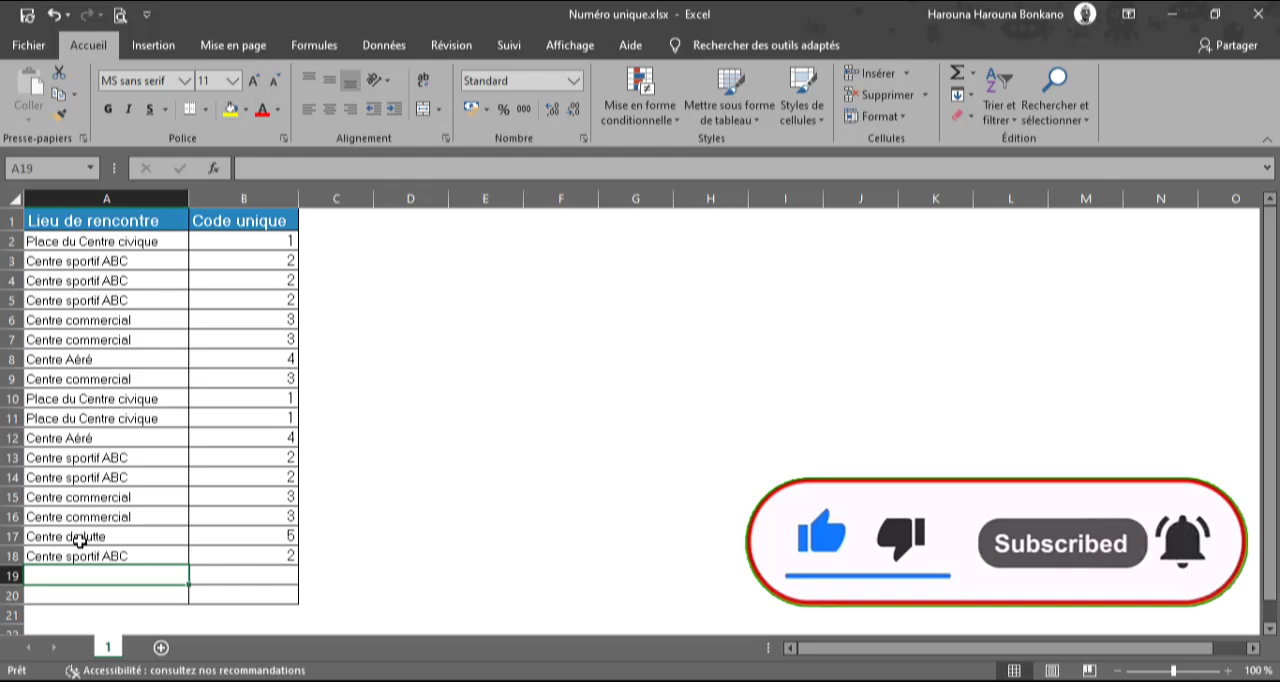 Numéro unique.xlsx - Excel
Harouna Harouna Bonkano
Fichier Accueil Insertion Mise en page Formules Données Révision Suivi Affichage Aide Rechercher des outils adaptés Partager
Coller
MS sans serif 11
G I S
Standard
% 000
Mise en forme conditionnelle
Mettre sous forme de tableau
Styles de cellules
Insérer
Supprimer
Format
Trier et filtrer
Rechercher et sélectionner
Presse-papiers Police Alignement Nombre Styles Cellules Édition
A19 fx
A B C D E F G H I J K L M N O
1 Lieu de rencontre Code unique
2 Place du Centre civique 1
3 Centre sportif ABC 2
4 Centre sportif ABC 2
5 Centre sportif ABC 2
6 Centre commercial 3
7 Centre commercial 3
8 Centre Aéré 4
9 Centre commercial 3
10 Place du Centre civique 1
11 Place du Centre civique 1
12 Centre Aéré 4
13 Centre sportif ABC 2
14 Centre sportif ABC 2
15 Centre commercial 3
16 Centre commercial 3
17 Centre de lutte 5
18 Centre sportif ABC 2
19
20
21
Subscribed
1
Prêt Accessibilité : consultez nos recommandations 100 %